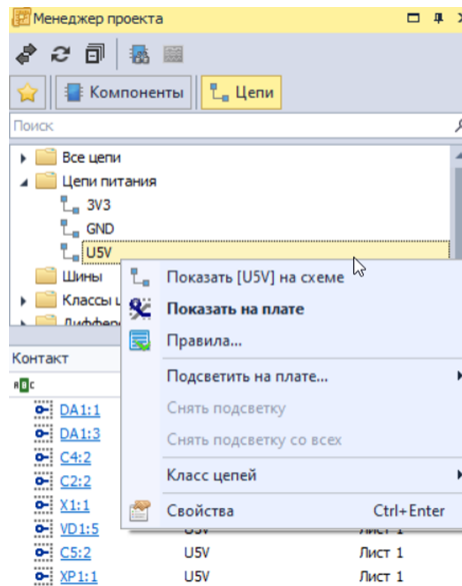 Менеджер проекта
Компоненты
Цепи
Поиск
Все цепи
Цепи питания
3V3
GND
U5V
Шины
Классы
Показать [U5V] на схеме
Показать на плате
Правила...
Подсветить на плате...
Снять подсветку
Снять подсветку со всех
Класс цепей
Свойства Ctrl+Enter
Контакт
DA1:1
DA1:3
C4:2
C2:2
X1:1
VD1:5 U5V Лист 1
C5:2 U5V Лист 1
XP1:1 U5V Лист 1